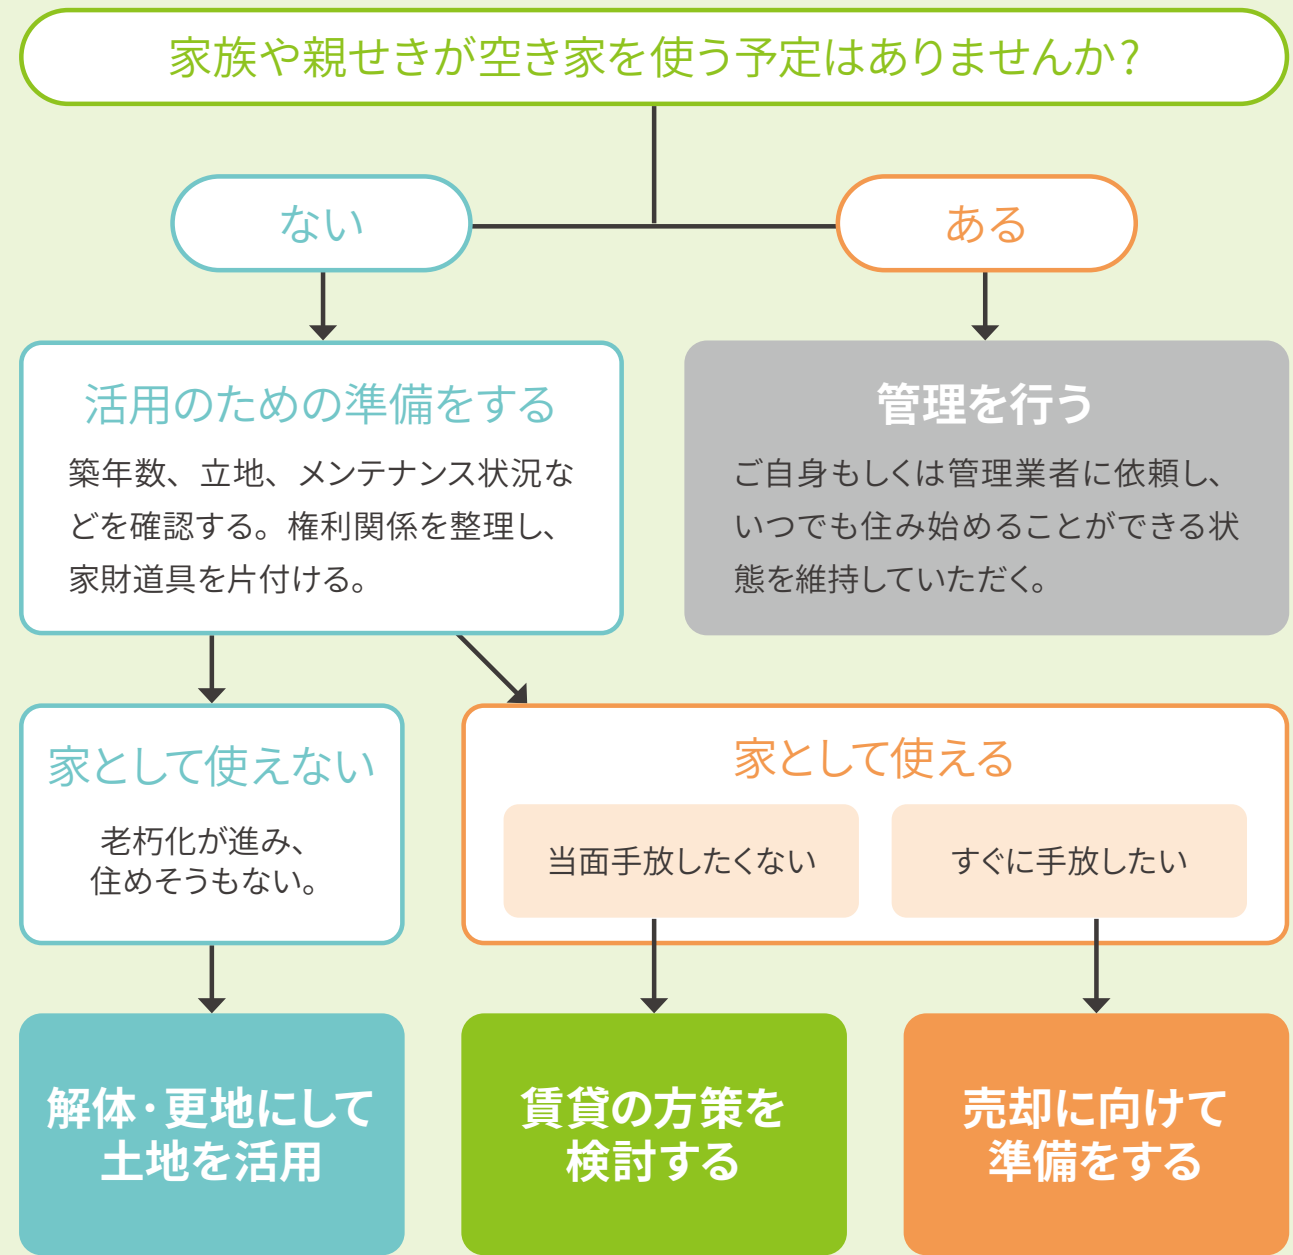 家族や親せきが空き家を使う予定はありませんか?
ない
ある
活用のための準備をする
築年数、立地、メンテナンス状況な
どを確認する。権利関係を整理し、
家財道具を片付ける。
管理を行う
ご自身もしくは管理業者に依頼し、
いつでも住み始めることができる状
態を維持していただく。
家として使えない
老朽化が進み、
住めそうもない。
家として使える
当面手放したくない
すぐに手放したい
解体・更地にして
土地を活用
賃貸の方策を
検討する
売却に向けて
準備をする